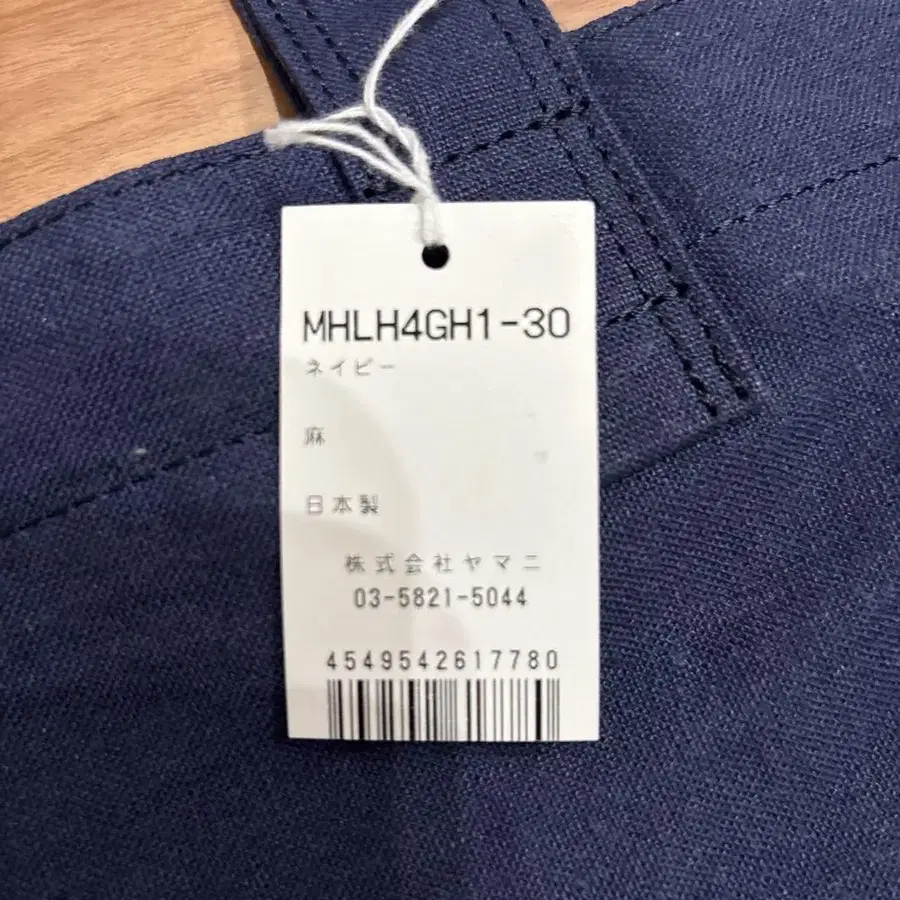 MHLH4GH1-30
ネイビー
麻
日本製
株式会社ヤマニ
03-5821-5044
4549542617780